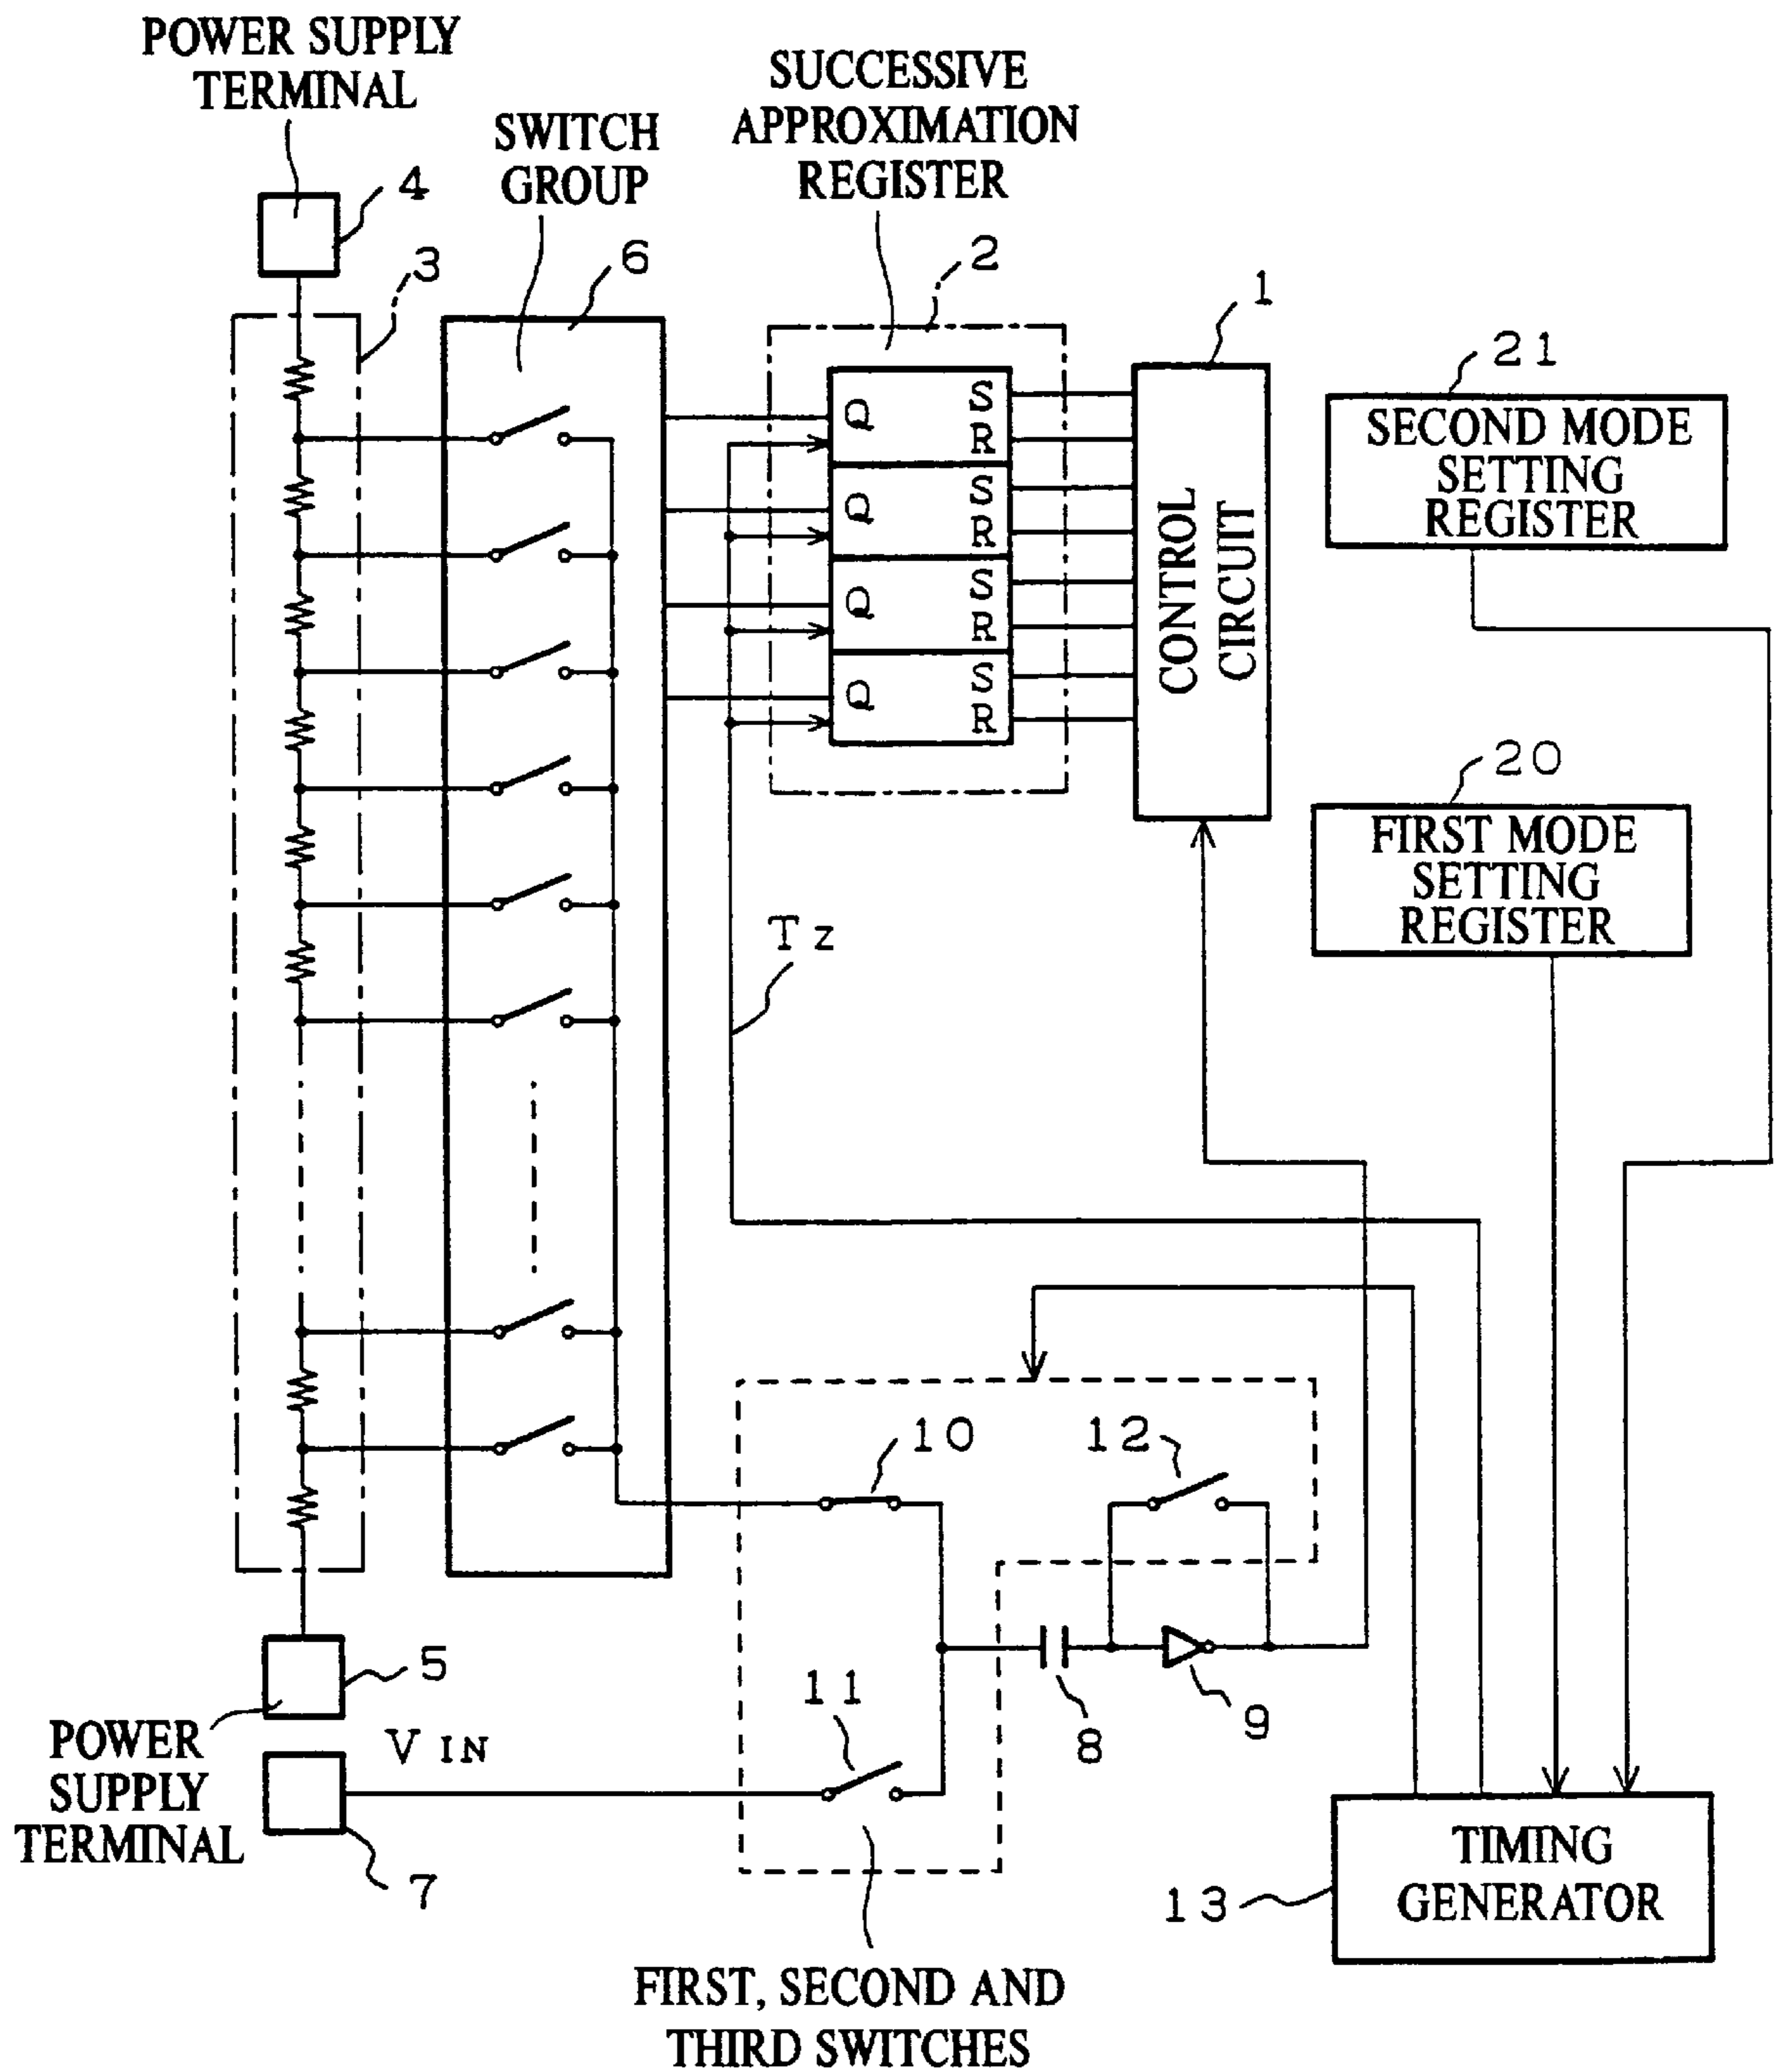 POWER SUPPLY
TERMINAL
4
3
SWITCH
GROUP
6
SUCCESSIVE
APPROXIMATION
REGISTER
2
1
Q S
R
Q S
R
Q S
R
Q S
R
CONTROL
CIRCUIT
21
SECOND MODE
SETTING
REGISTER
20
FIRST MODE
SETTING
REGISTER
Tz
10
12
11
8
9
5
POWER
SUPPLY
TERMINAL
VIN
7
13
TIMING
GENERATOR
FIRST, SECOND AND
THIRD SWITCHES